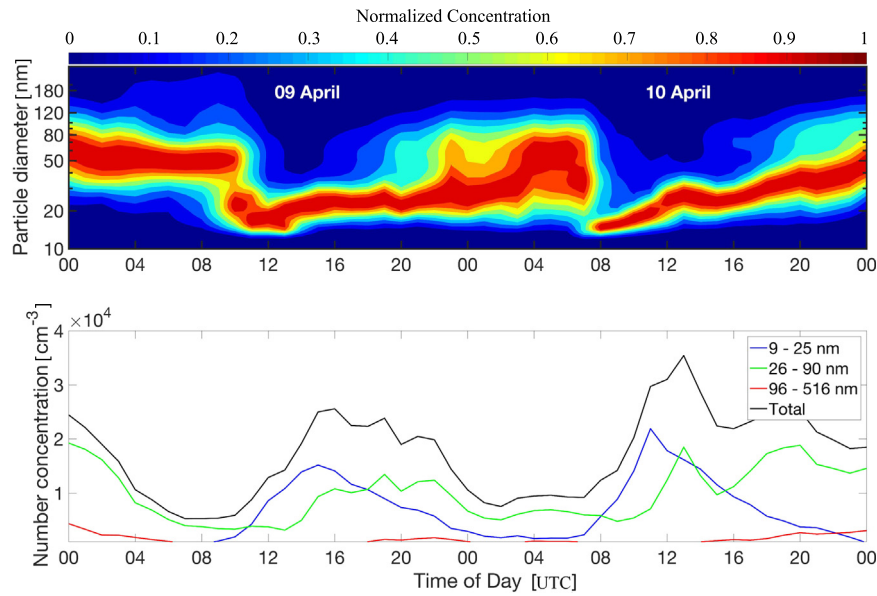 Normalized Concentration
0 0.1 0.2 0.3 0.4 0.5 0.6 0.7 0.8 0.9 1
Particle diameter [nm]
180
120
80
50
20
10
09 April 10 April
00 04 08 12 16 20 00 04 08 12 16 20 00
Number concentration [cm-3]
×10⁴
4
3
2
1
9 - 25 nm
26 - 90 nm
96 - 516 nm
Total
00 04 08 12 16 20 00 04 08 12 16 20 00
Time of Day [UTC]